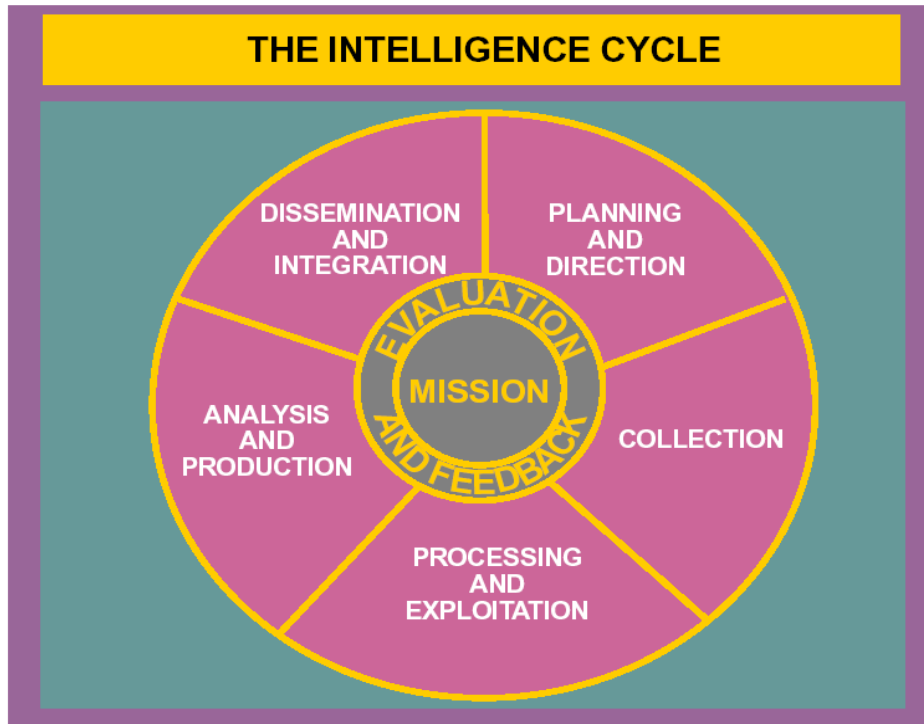 THE INTELLIGENCE CYCLE
DISSEMINATION
AND
INTEGRATION
PLANNING
AND
DIRECTION
EVALUATION
MISSION
AND FEEDBACK
ANALYSIS
AND
PRODUCTION
COLLECTION
PROCESSING
AND
EXPLOITATION